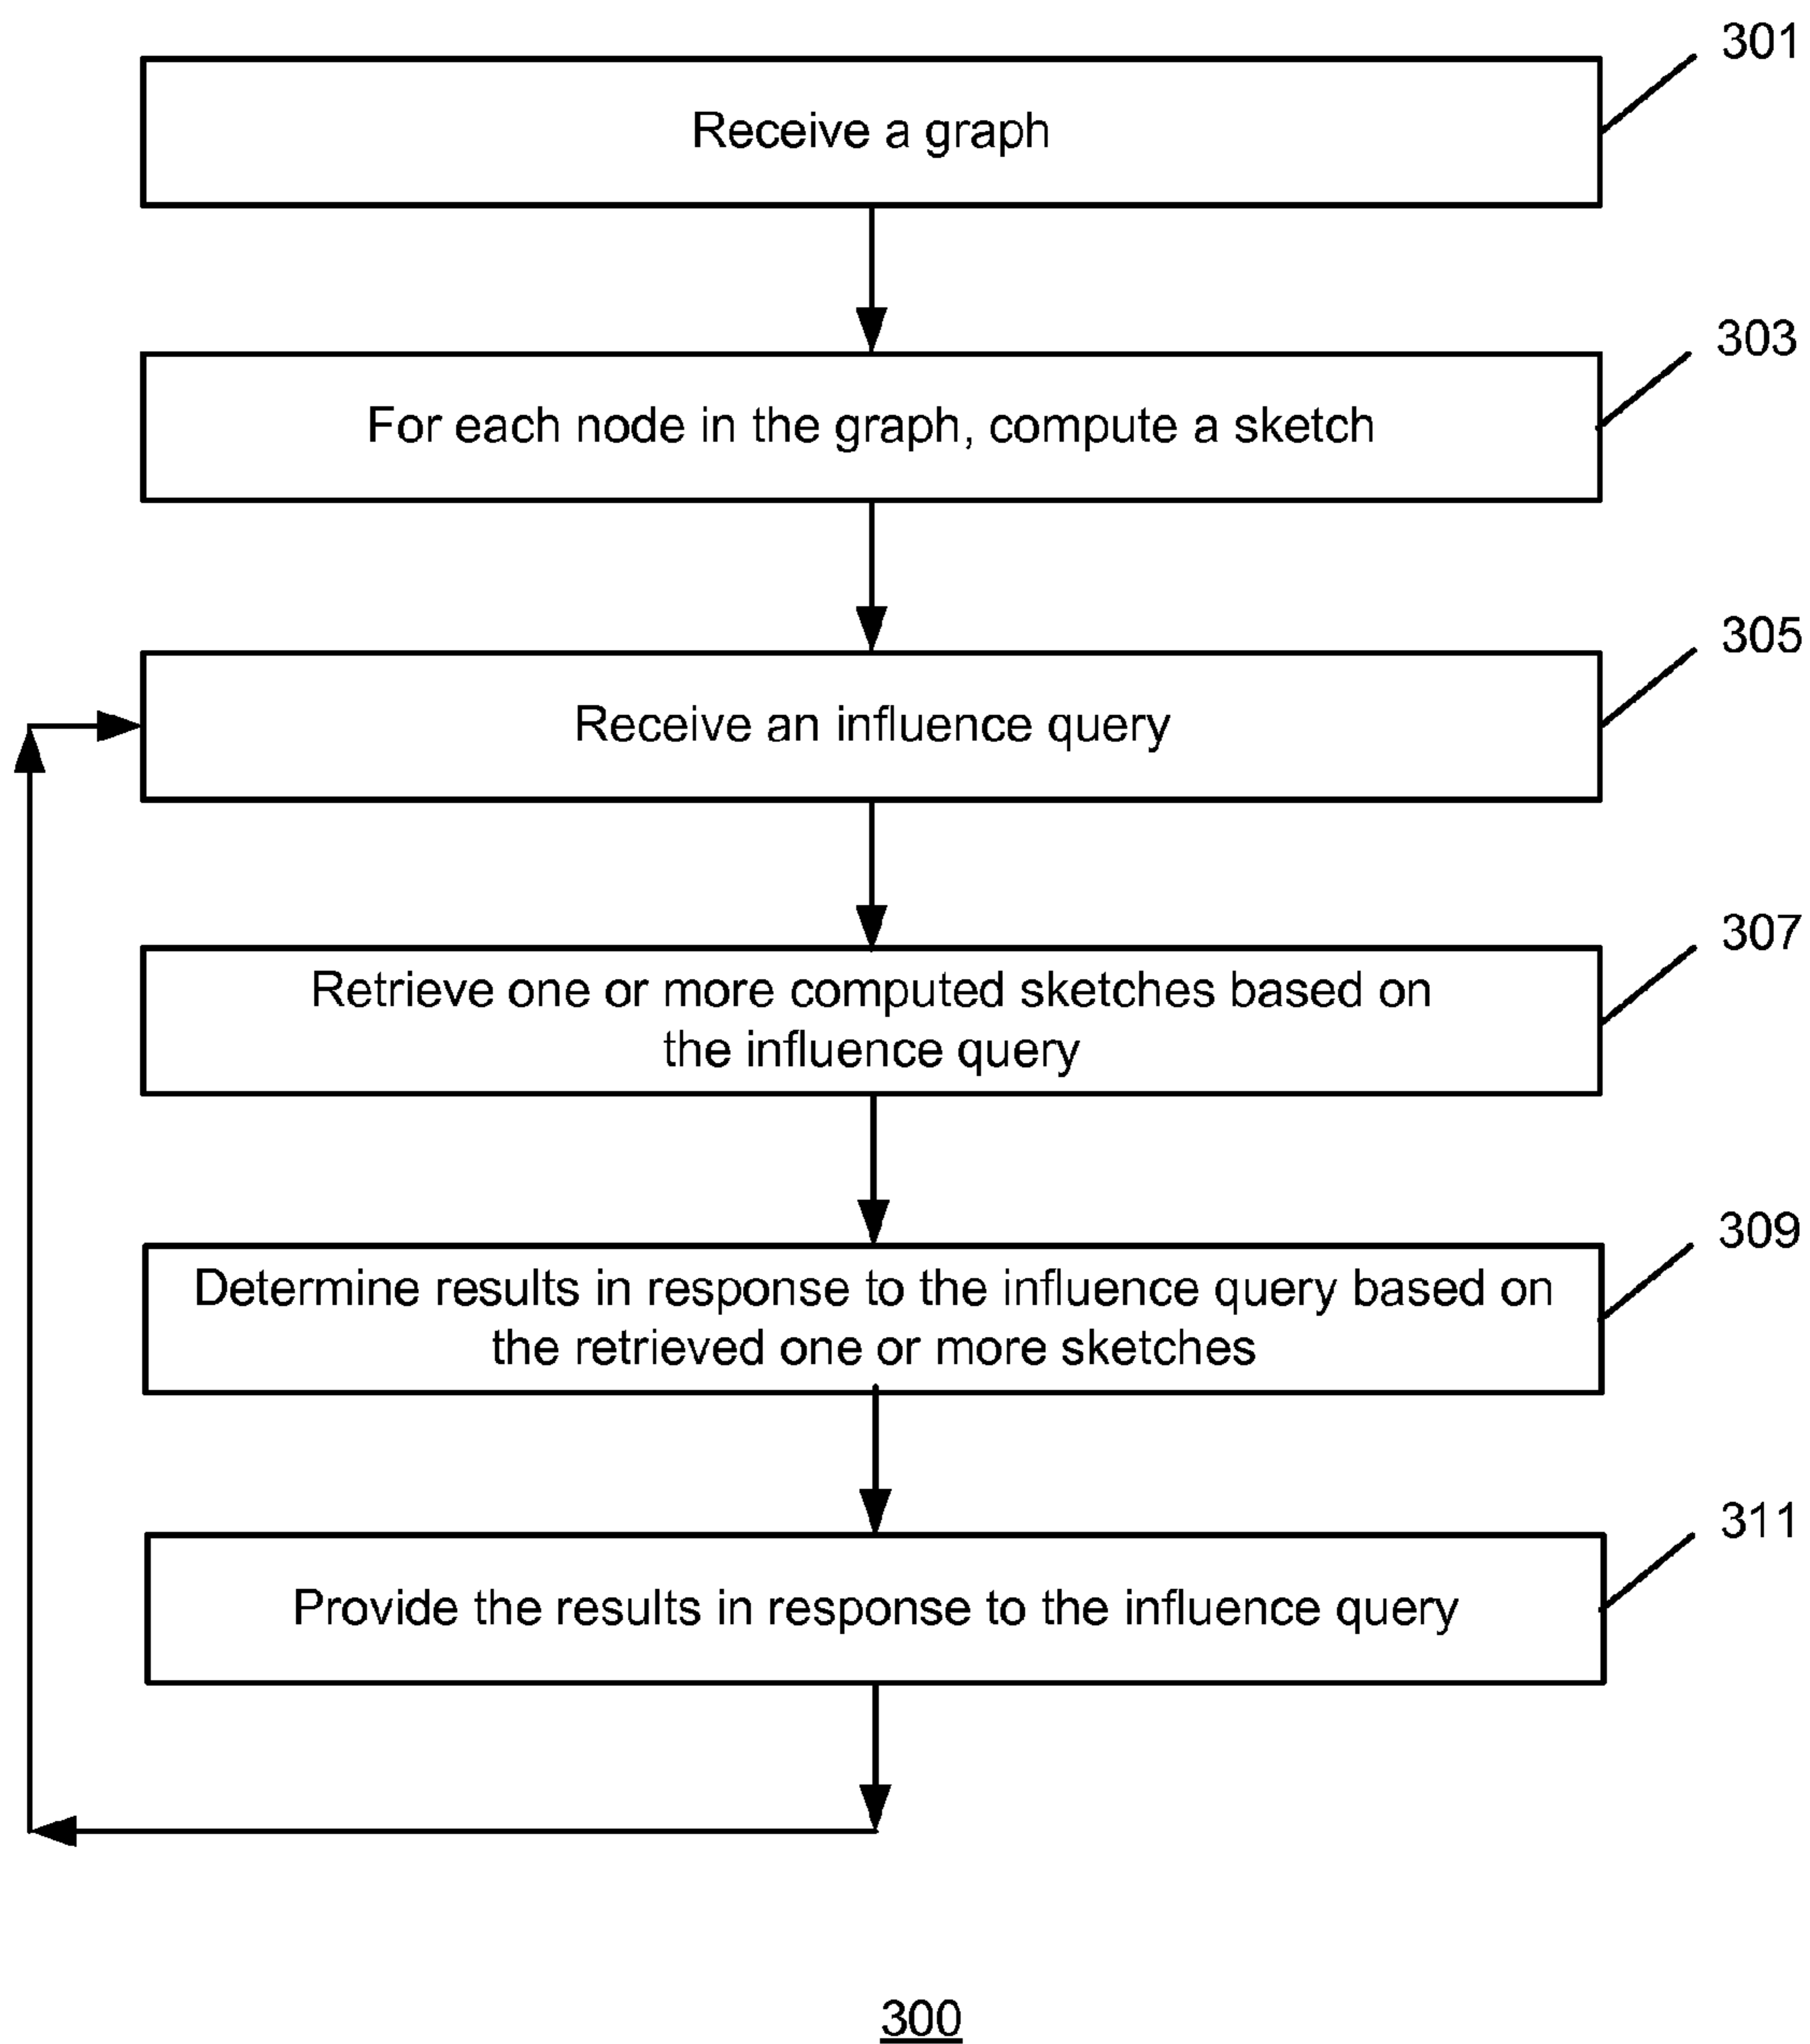 301
Receive a graph
303
For each node in the graph, compute a sketch
305
Receive an influence query
307
Retrieve one or more computed sketches based on
the influence query
309
Determine results in response to the influence query based on
the retrieved one or more sketches
311
Provide the results in response to the influence query
300